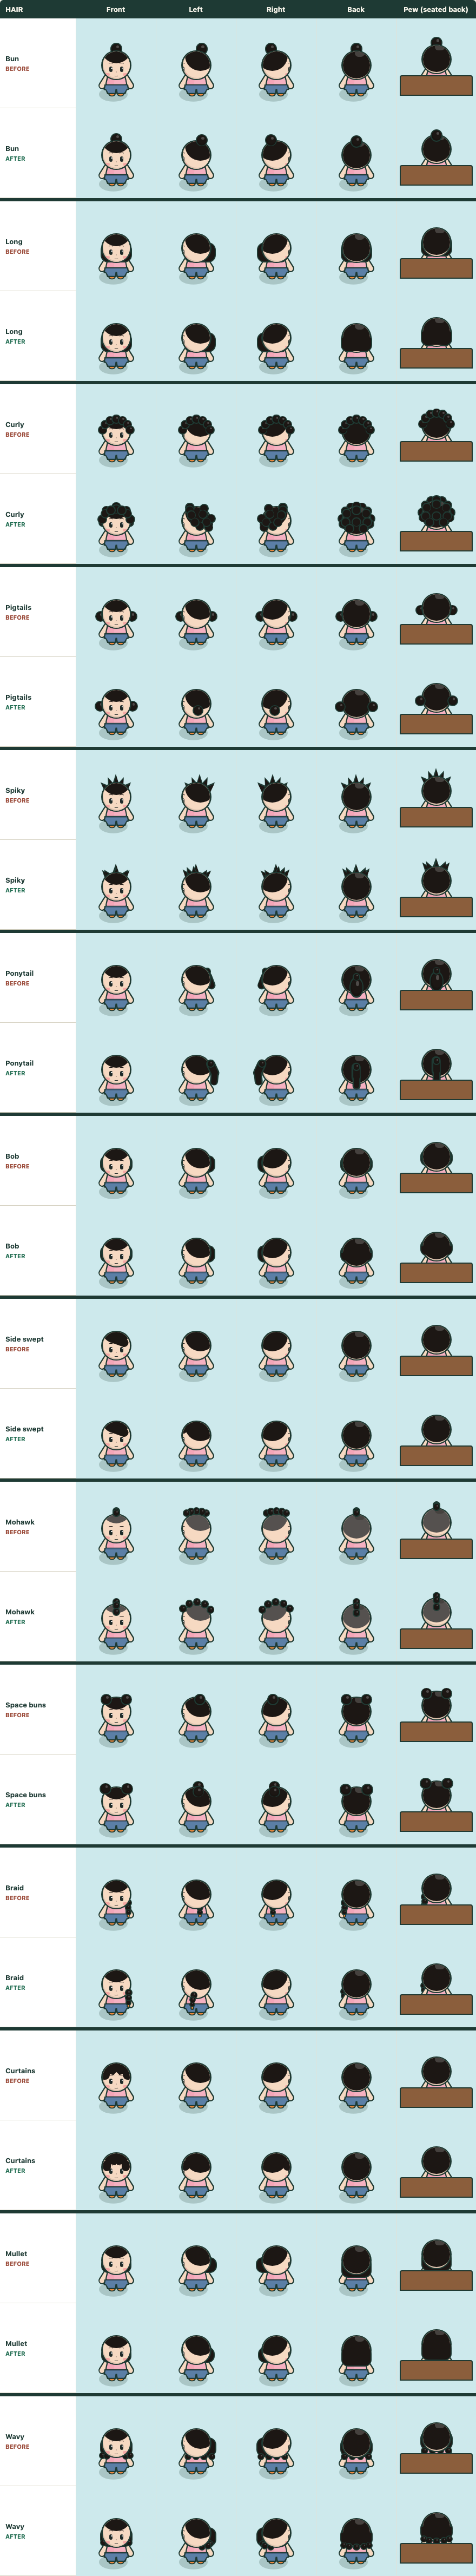 HAIR Front Left Right Back Pew (seated back)
Bun
BEFORE
Bun
AFTER
Long
BEFORE
Long
AFTER
Curly
BEFORE
Curly
AFTER
Pigtails
BEFORE
Pigtails
AFTER
Spiky
BEFORE
Spiky
AFTER
Ponytail
BEFORE
Ponytail
AFTER
Bob
BEFORE
Bob
AFTER
Side swept
BEFORE
Side swept
AFTER
Mohawk
BEFORE
Mohawk
AFTER
Space buns
BEFORE
Space buns
AFTER
Braid
BEFORE
Braid
AFTER
Curtains
BEFORE
Curtains
AFTER
Mullet
BEFORE
Mullet
AFTER
Wavy
BEFORE
Wavy
AFTER